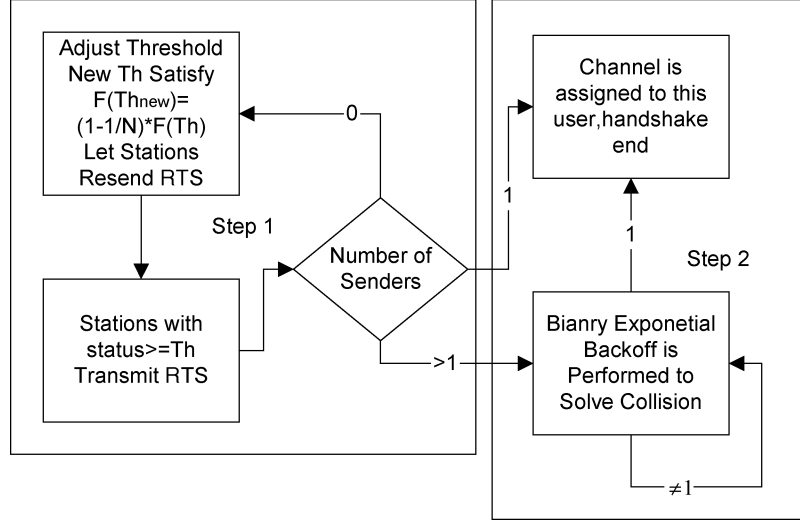 Adjust Threshold
New Th Satisfy
F(Thnew)=
(1-1/N)*F(Th)
Let Stations
Resend RTS
0
Step 1
Stations with
status>=Th
Transmit RTS
Number of
Senders
1
>1
Channel is
assigned to this
user,handshake
end
1
Step 2
Bianry Exponetial
Backoff is
Performed to
Solve Collision
≠1